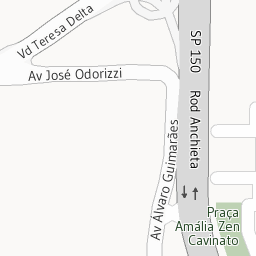 Vd Teresa Delta
Av José Odorizzi
SP 150
Rod Anchieta
Av Álvaro Guimarães
Praça
Amália Zen
Cavinato